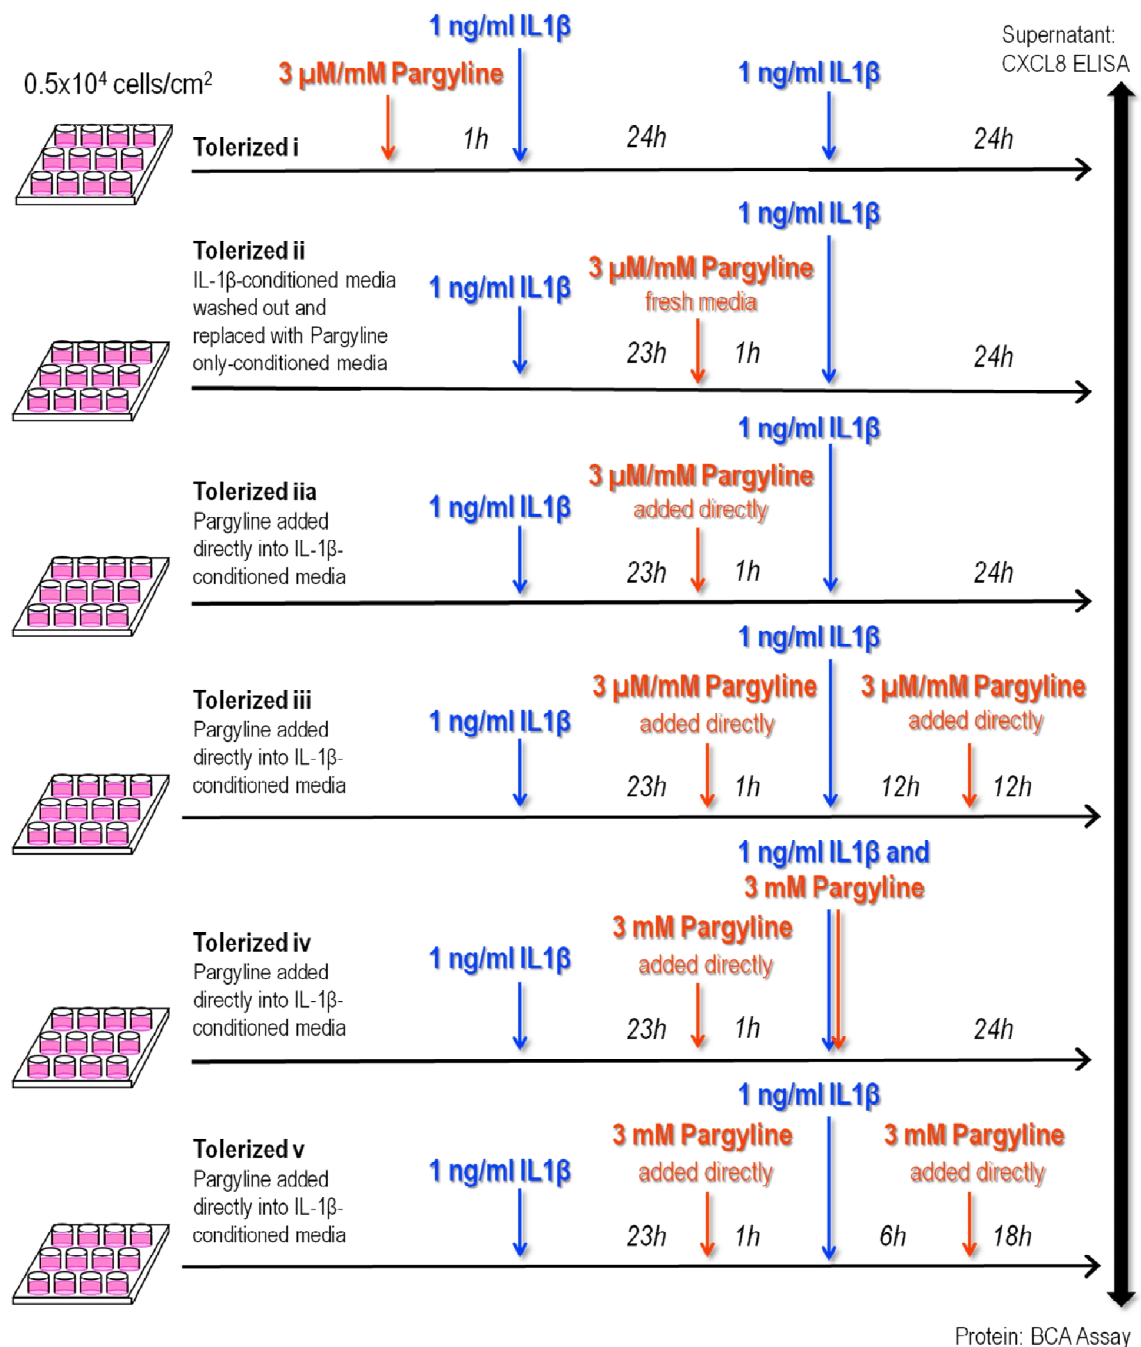 1 ng/ml IL1β
Supernatant:
CXCL8 ELISA
0.5x10⁴ cells/cm²
3 µM/mM Pargyline
1 ng/ml IL1β
Tolerized i
1h
24h
24h
1 ng/ml IL1β
Tolerized ii
IL-1β-conditioned media
washed out and
replaced with Pargyline
only-conditioned media
1 ng/ml IL1β
3 µM/mM Pargyline
fresh media
23h
1h
24h
1 ng/ml IL1β
Tolerized iia
Pargyline added
directly into IL-1β-
conditioned media
1 ng/ml IL1β
3 µM/mM Pargyline
added directly
23h
1h
24h
1 ng/ml IL1β
Tolerized iii
Pargyline added
directly into IL-1β-
conditioned media
1 ng/ml IL1β
3 µM/mM Pargyline
added directly
3 µM/mM Pargyline
added directly
23h
1h
12h
12h
1 ng/ml IL1β and
3 mM Pargyline
Tolerized iv
Pargyline added
directly into IL-1β-
conditioned media
1 ng/ml IL1β
3 mM Pargyline
added directly
23h
1h
24h
1 ng/ml IL1β
Tolerized v
Pargyline added
directly into IL-1β-
conditioned media
1 ng/ml IL1β
3 mM Pargyline
added directly
3 mM Pargyline
added directly
23h
1h
6h
18h
Protein: BCA Assay